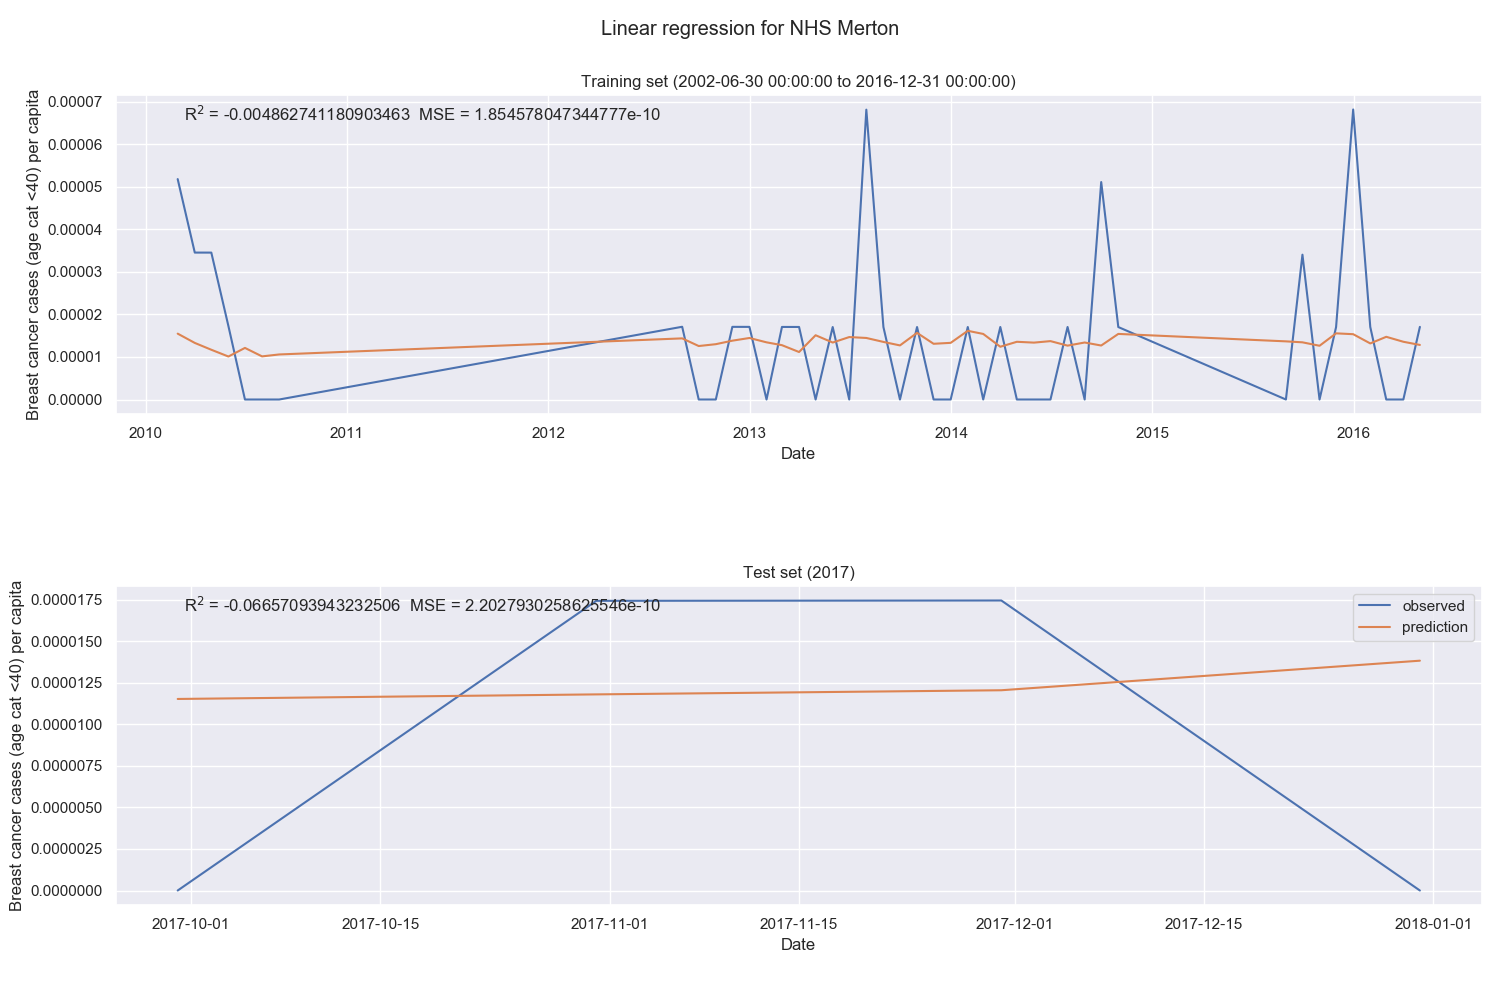 Linear regression for NHS Merton
Training set (2002-06-30 00:00:00 to 2016-12-31 00:00:00)
R² = -0.004862741180903463 MSE = 1.854578047344777e-10
Breast cancer cases (age cat <40) per capita
0.00007
0.00006
0.00005
0.00004
0.00003
0.00002
0.00001
0.00000
2010 2011 2012 2013 2014 2015 2016
Date
Test set (2017)
R² = -0.06657093943232506 MSE = 2.2027930258625546e-10
observed
prediction
Breast cancer cases (age cat <40) per capita
0.0000175
0.0000150
0.0000125
0.0000100
0.0000075
0.0000050
0.0000025
0.0000000
2017-10-01 2017-10-15 2017-11-01 2017-11-15 2017-12-01 2017-12-15 2018-01-01
Date